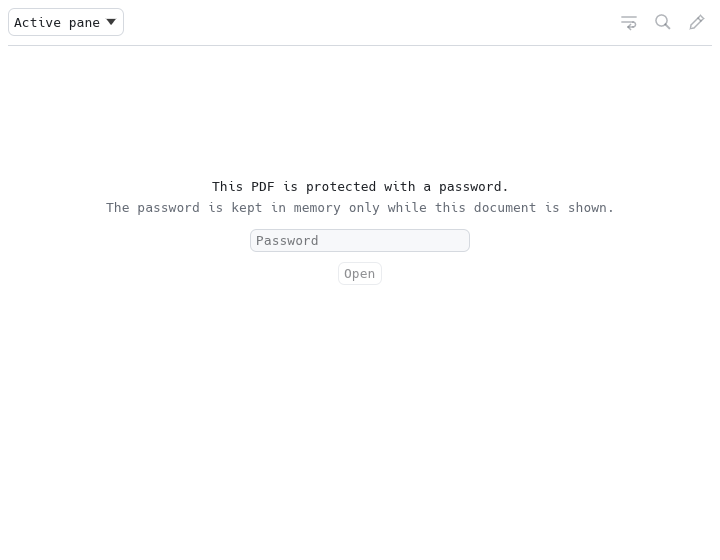 Active pane
This PDF is protected with a password.
The password is kept in memory only while this document is shown.
Password
Open